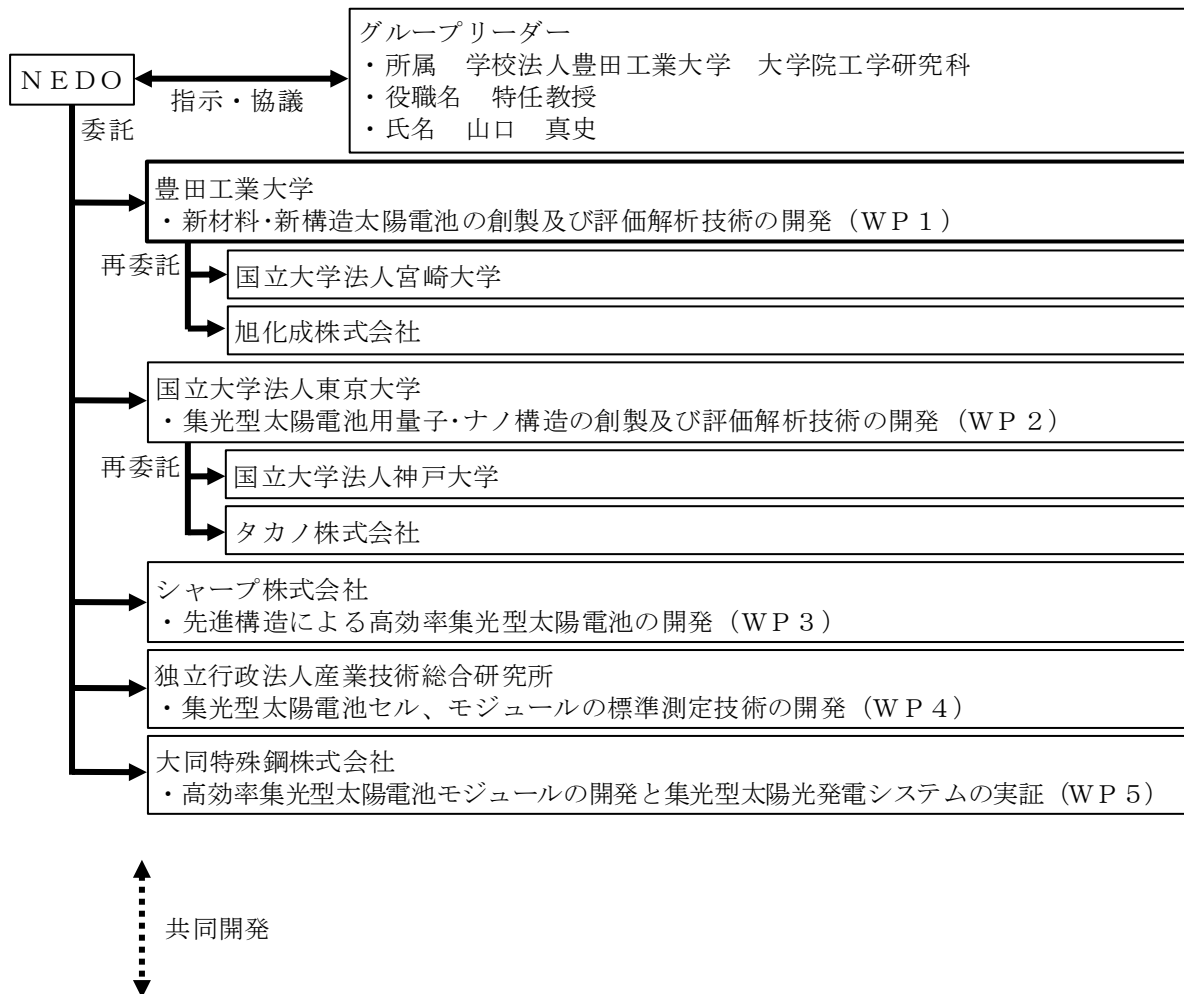 グループリーダー
・所属　学校法人豊田工業大学　大学院工学研究科
・役職名　特任教授
・氏名　山口　真史
ＮＥＤＯ
指示・協議
委託
豊田工業大学
・新材料･新構造太陽電池の創製及び評価解析技術の開発（ＷＰ１）
再委託
国立大学法人宮崎大学
旭化成株式会社
国立大学法人東京大学
・集光型太陽電池用量子･ナノ構造の創製及び評価解析技術の開発（ＷＰ２）
再委託
国立大学法人神戸大学
タカノ株式会社
シャープ株式会社
・先進構造による高効率集光型太陽電池の開発（ＷＰ３）
独立行政法人産業技術総合研究所
・集光型太陽電池セル、モジュールの標準測定技術の開発（ＷＰ４）
大同特殊鋼株式会社
・高効率集光型太陽電池モジュールの開発と集光型太陽光発電システムの実証（ＷＰ５）
共同開発